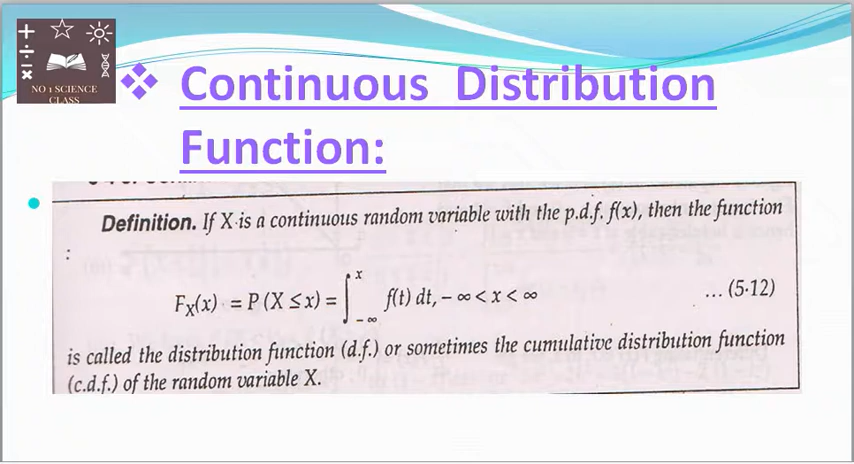 NO 1 SCIENCE
CLASS
❖ Continuous Distribution
Function:
Definition. If X is a continuous random variable with the p.d.f. f(x), then the function
:
F_X(x) = P (X ≤ x) = ∫_{-∞}^{x} f(t) dt, – ∞ < x < ∞ ... (5·12)
is called the distribution function (d.f.) or sometimes the cumulative distribution function
(c.d.f.) of the random variable X.